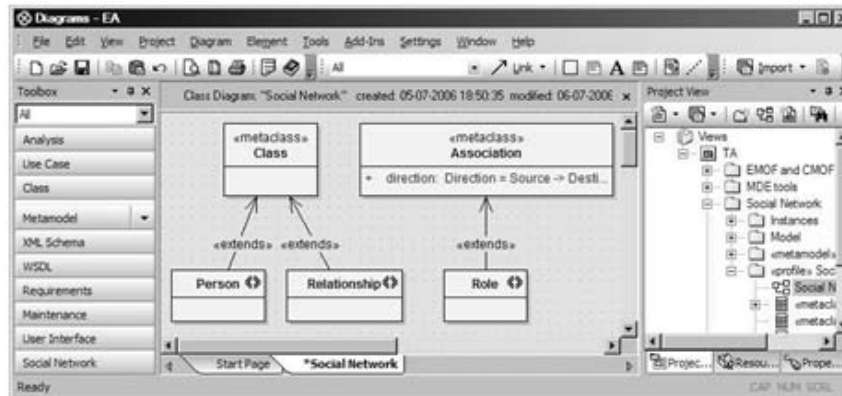 Diagrams - EA
File Edit View Project Diagram Element Tools Add-Ins Settings Window Help
All Link Import
Toolbox
Class Diagram: "Social Network" created: 05-07-2006 18:50:35 modified: 06-07-2006
Project View
All
Analysis
Use Case
Class
Metamodel
XML Schema
WSDL
Requirements
Maintenance
User Interface
Social Network
«metaclass»
Class
«metaclass»
Association
+ direction: Direction = Source -> Desti...
«extends»
«extends»
«extends»
Person
Relationship
Role
Start Page
*Social Network
Views
TA
EMOF and CMOF
MDE tools
Social Network
Instances
Model
«metamodel»
«profile» Soci
Social N
«metacla
«metacla
Projec... Resou... Prope...
Ready
CAP NUM SCRL